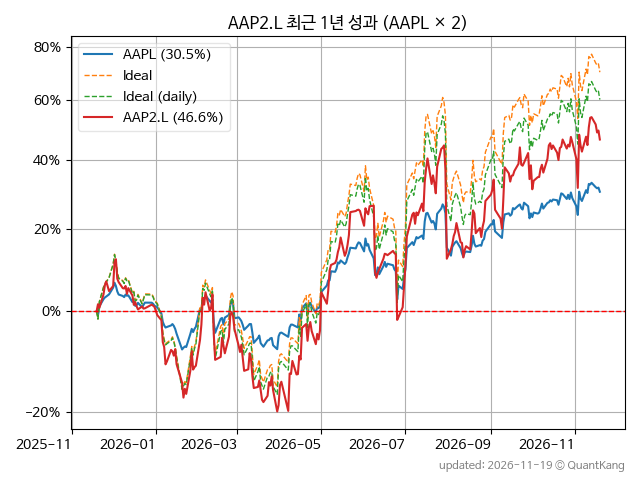 AAP2.L 최근 1년 성과 (AAPL × 2)
AAPL (30.5%)
Ideal
Ideal (daily)
AAP2.L (46.6%)
80%
60%
40%
20%
0%
−20%
2025−11
2026−01
2026−03
2026−05
2026−07
2026−09
2026−11
updated: 2026-11-19 © QuantKang